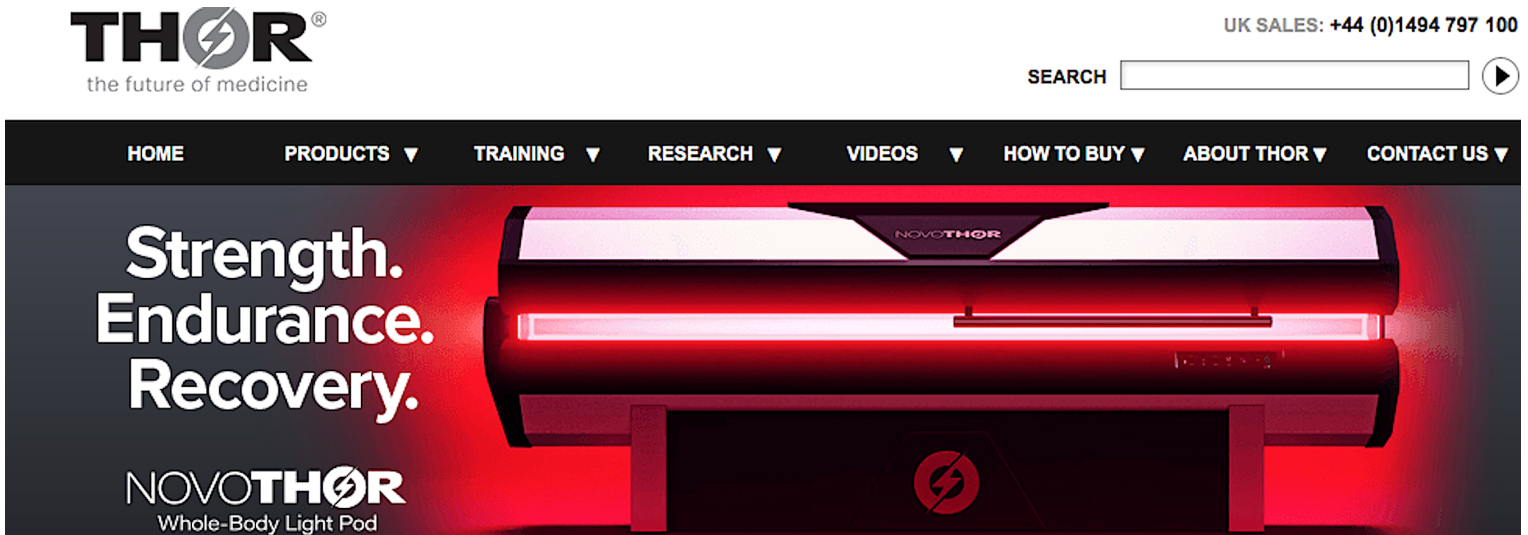 THOR®
the future of medicine
UK SALES: +44 (0)1494 797 100
SEARCH
HOME PRODUCTS ▼ TRAINING ▼ RESEARCH ▼ VIDEOS ▼ HOW TO BUY ▼ ABOUT THOR ▼ CONTACT US ▼
NOVOTHOR
Strength.
Endurance.
Recovery.
NOVOTHOR
Whole-Body Light Pod